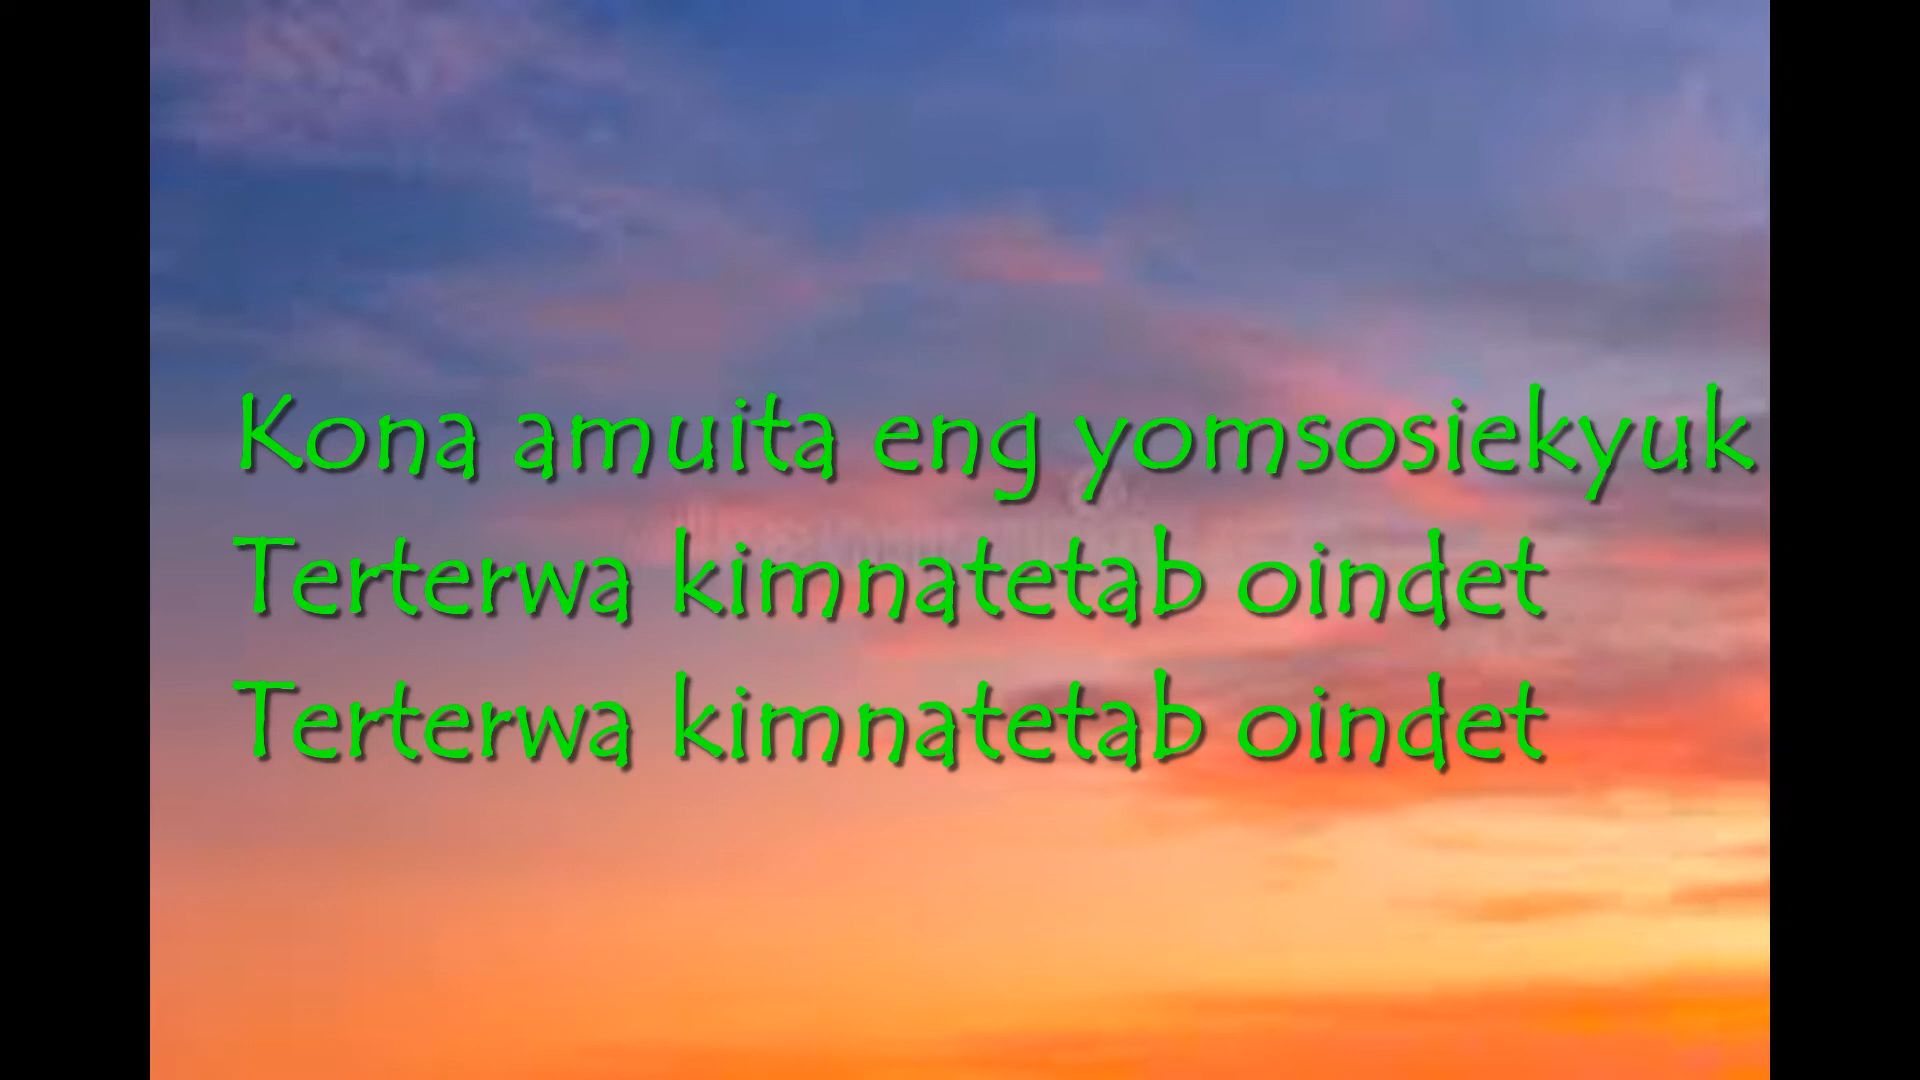 Kona amuita eng yomsosiekyuk
Terterwa kimnatetab oindet
Terterwa kimnatetab oindet